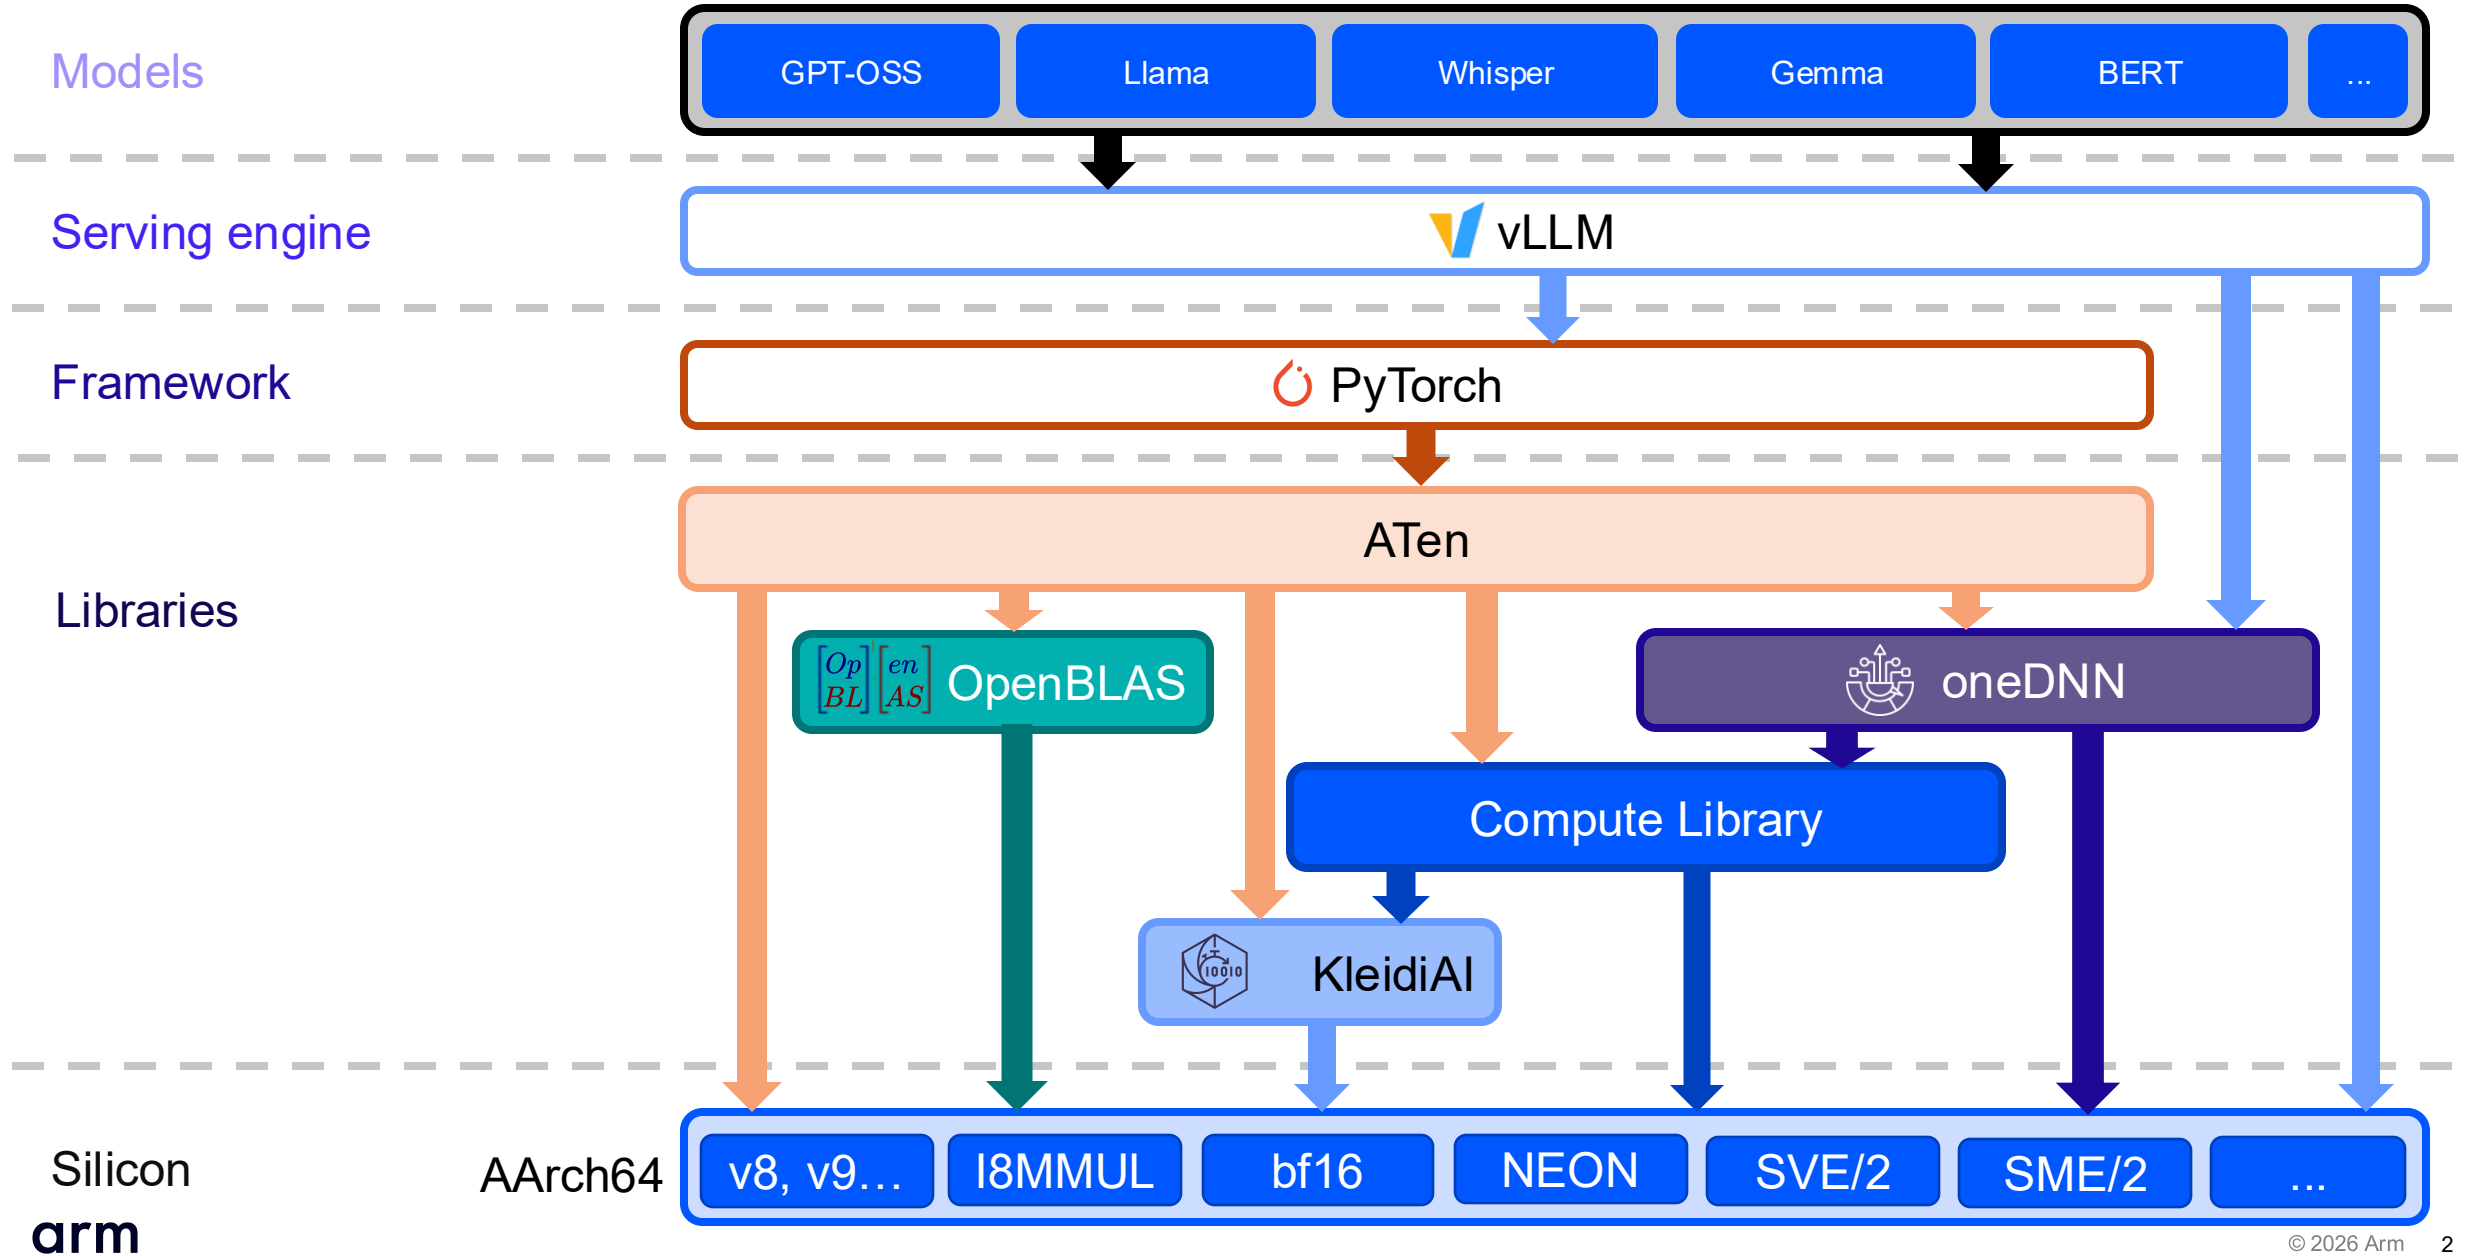 Models
GPT-OSS
Llama
Whisper
Gemma
BERT
...
Serving engine
vLLM
Framework
PyTorch
Libraries
ATen
Op
BL
en
AS
OpenBLAS
oneDNN
Compute Library
10010
KleidiAI
Silicon
AArch64
v8, v9...
I8MMUL
bf16
NEON
SVE/2
SME/2
...
arm
© 2026 Arm
2